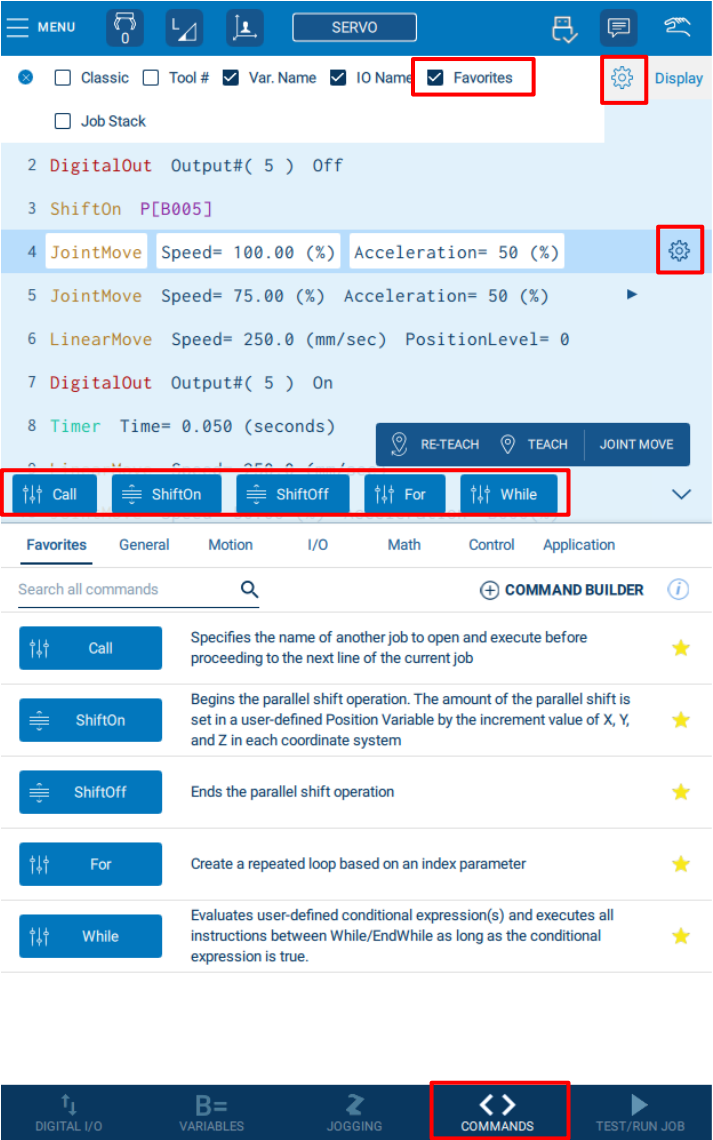 MENU
0
L
SERVO
Classic
Tool #
Var. Name
IO Name
Favorites
Display
Job Stack
2 DigitalOut Output#( 5 ) Off
3 ShiftOn P[B005]
4 JointMove Speed= 100.00 (%) Acceleration= 50 (%)
5 JointMove Speed= 75.00 (%) Acceleration= 50 (%)
6 LinearMove Speed= 250.0 (mm/sec) PositionLevel= 0
7 DigitalOut Output#( 5 ) On
8 Timer Time= 0.050 (seconds)
RE-TEACH
TEACH
JOINT MOVE
Call
ShiftOn
ShiftOff
For
While
Favorites
General
Motion
I/O
Math
Control
Application
Search all commands
COMMAND BUILDER
i
Call
Specifies the name of another job to open and execute before
proceeding to the next line of the current job
ShiftOn
Begins the parallel shift operation. The amount of the parallel shift is
set in a user-defined Position Variable by the increment value of X, Y,
and Z in each coordinate system
ShiftOff
Ends the parallel shift operation
For
Create a repeated loop based on an index parameter
While
Evaluates user-defined conditional expression(s) and executes all
instructions between While/EndWhile as long as the conditional
expression is true.
DIGITAL I/O
B=
VARIABLES
JOGGING
COMMANDS
TEST/RUN JOB